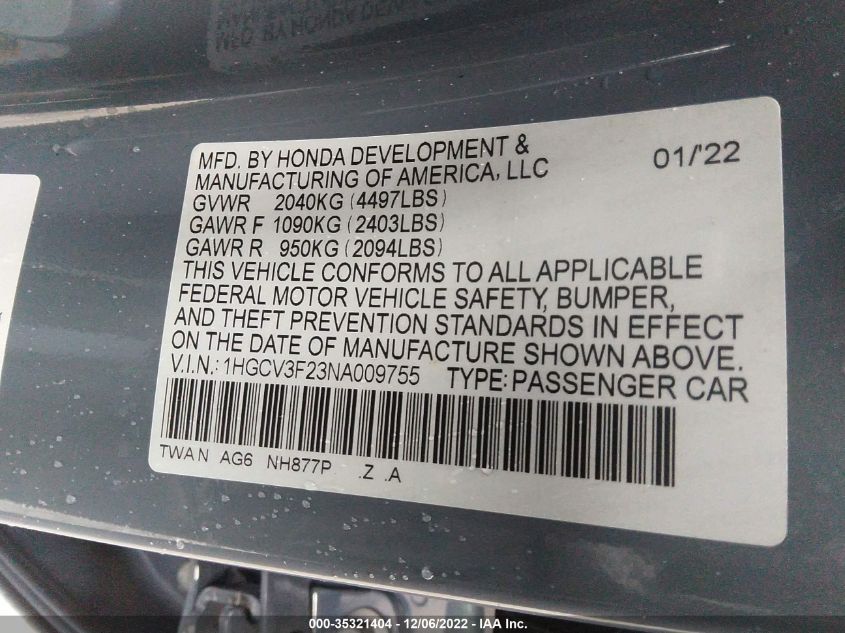 MFD. BY HONDA DEVELOPMENT & 01/'22
MANUFACTURING OF AMERICA, LLC
GVWR 2040KG (4497LBS)
GAWR F 1090KG (2403LBS)
GAWR R 950KG (2094LBS)
THIS VEHICLE CONFORMS TO ALL APPLICABLE
FEDERAL MOTOR VEHICLE SAFETY, BUMPER,
AND THEFT PREVENTION STANDARDS IN EFFECT
ON THE DATE OF MANUFACTURE SHOWN ABOVE.
V.I.N.: 1HGCV3F23NA009755 TYPE: PASSENGER CAR
TWA N AG6 NH877P .Z .A
000-35321404 - 12/06/2022 - IAA Inc.